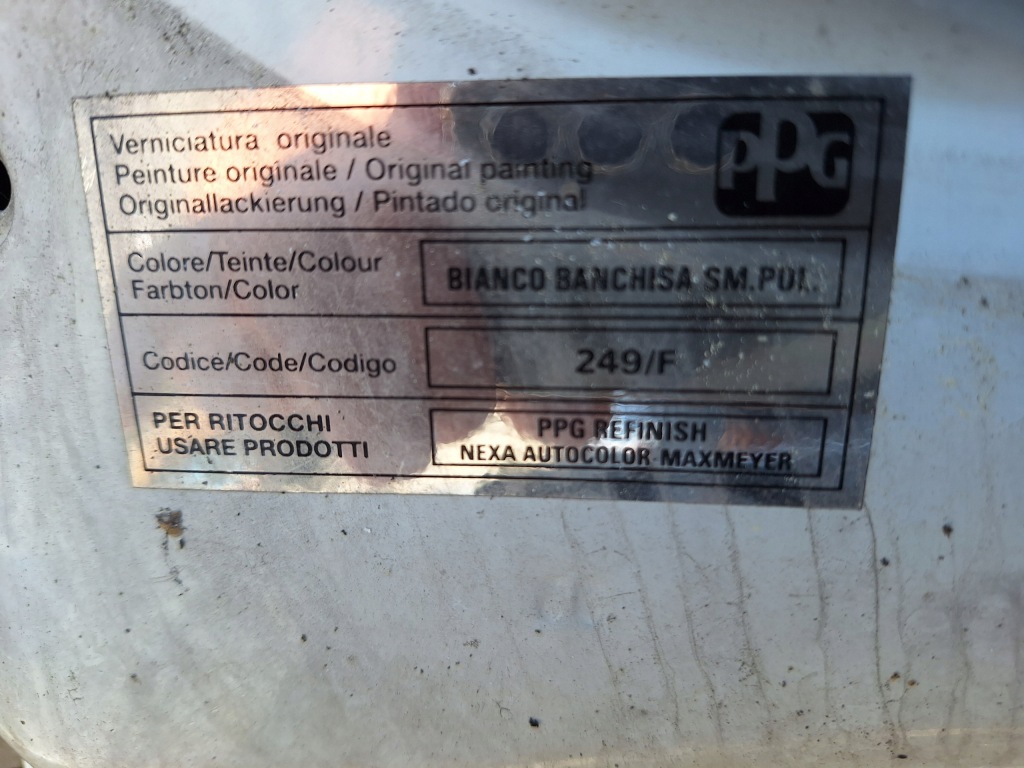 Verniciatura originale
PPG
Peinture originale / Original painting
Originallackierung / Pintado original
Colore/Teinte/Colour
Farbton/Color
BIANCO BANCHISA SM.PUL.
Codice/Code/Codigo
249/F
PER RITOCCHI
USARE PRODOTTI
PPG REFINISH
NEXA AUTOCOLOR MAXMEYER